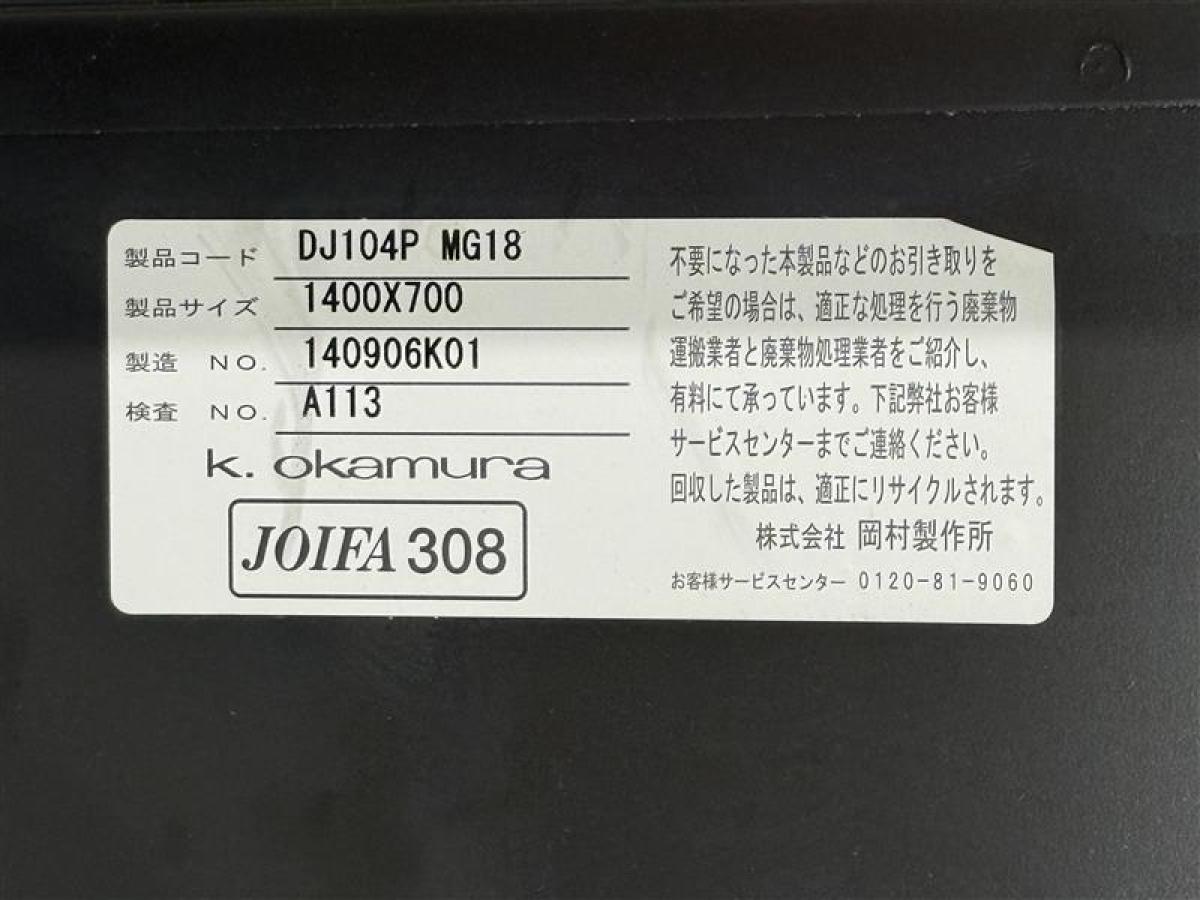 製品コード DJ104P MG18
製品サイズ 1400X700
製造 NO. 140906K01
検査 NO. A113
k. okamura
JOIFA 308
不要になった本製品などのお引き取りを
ご希望の場合は、適正な処理を行う廃棄物
運搬業者と廃棄物処理業者をご紹介し、
有料にて承っています。下記弊社お客様
サービスセンターまでご連絡ください。
回収した製品は、適正にリサイクルされます。
株式会社 岡村製作所
お客様サービスセンター 0120-81-9060